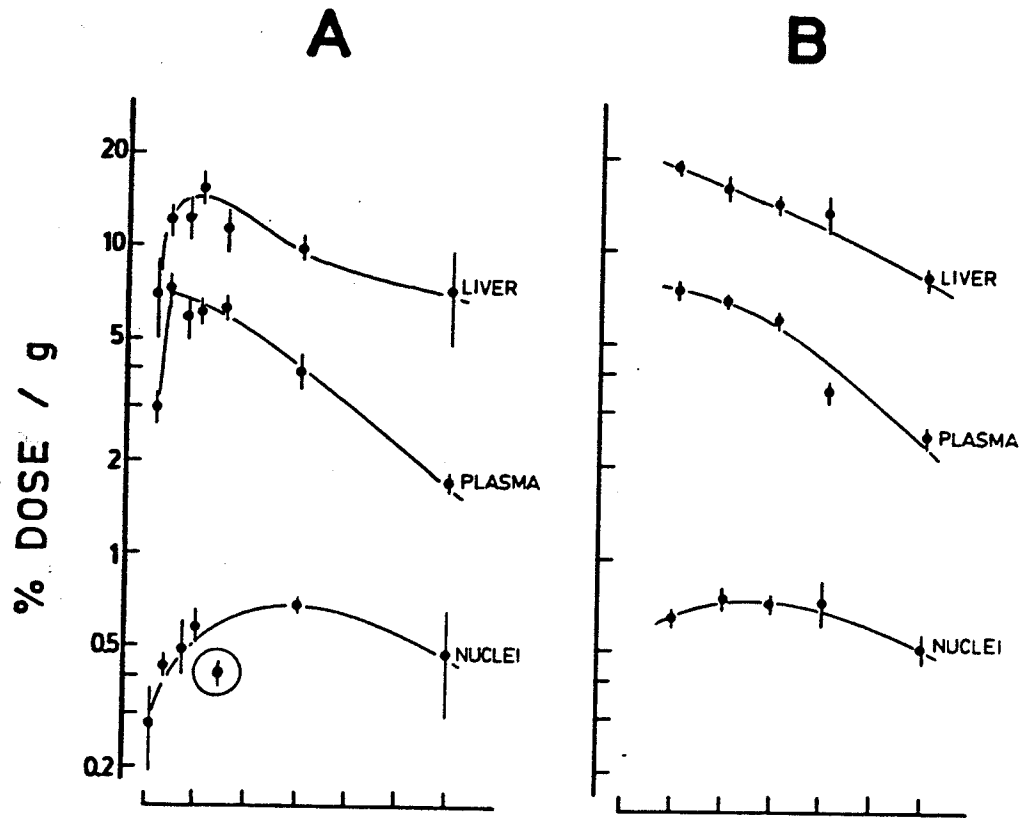 A
B
% DOSE / g
20
10
5
2
1
0.5
0.2
LIVER
PLASMA
NUCLEI
LIVER
PLASMA
NUCLEI